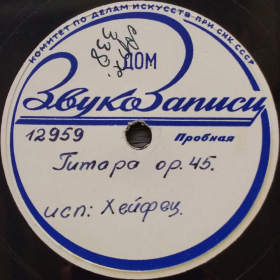 КОМИТЕТ ПО ДЕЛАМ ИСКУССТВ ПРИ СНК СССР
ДОМ
ЗвукоЗаписи
12959
Пробная
Гитара ор. 45.
исп: Хейфец.